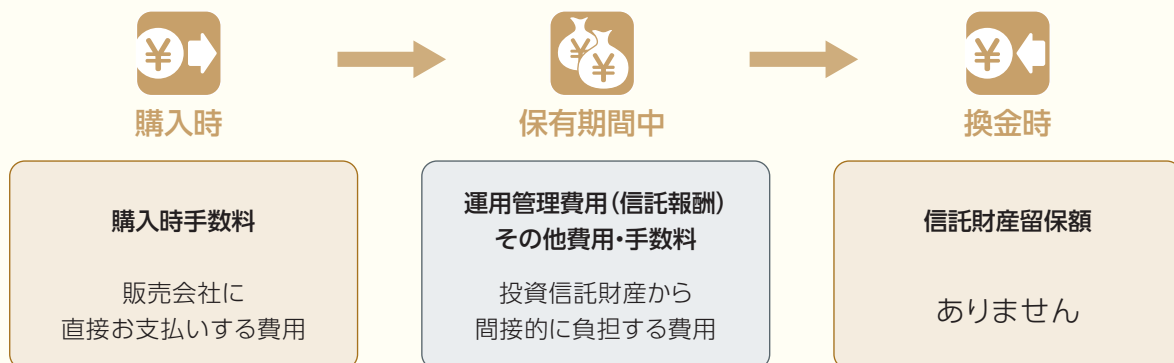 ¥
購入時
購入時手数料
販売会社に
直接お支払いする費用
¥
¥
保有期間中
運用管理費用(信託報酬)
その他費用・手数料
投資信託財産から
間接的に負担する費用
¥
換金時
信託財産留保額
ありません